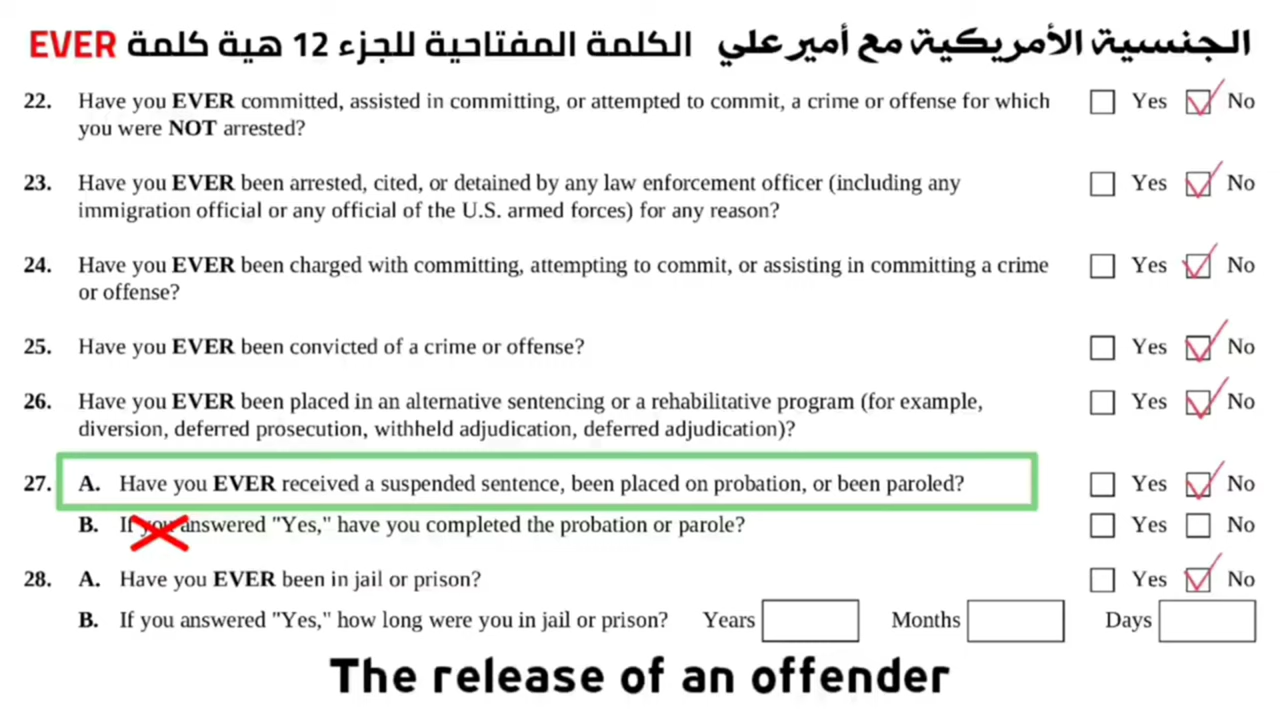 الجنسية الأمريكية مع أمير علي الكلمة المفتاحية للجزء 12 هية كلمة EVER
22. Have you EVER committed, assisted in committing, or attempted to commit, a crime or offense for which Yes No
you were NOT arrested?
23. Have you EVER been arrested, cited, or detained by any law enforcement officer (including any Yes No
immigration official or any official of the U.S. armed forces) for any reason?
24. Have you EVER been charged with committing, attempting to commit, or assisting in committing a crime Yes No
or offense?
25. Have you EVER been convicted of a crime or offense? Yes No
26. Have you EVER been placed in an alternative sentencing or a rehabilitative program (for example, Yes No
diversion, deferred prosecution, withheld adjudication, deferred adjudication)?
27. A. Have you EVER received a suspended sentence, been placed on probation, or been paroled? Yes No
B. If you answered "Yes," have you completed the probation or parole? Yes No
28. A. Have you EVER been in jail or prison? Yes No
B. If you answered "Yes," how long were you in jail or prison? Years Months Days
The release of an offender